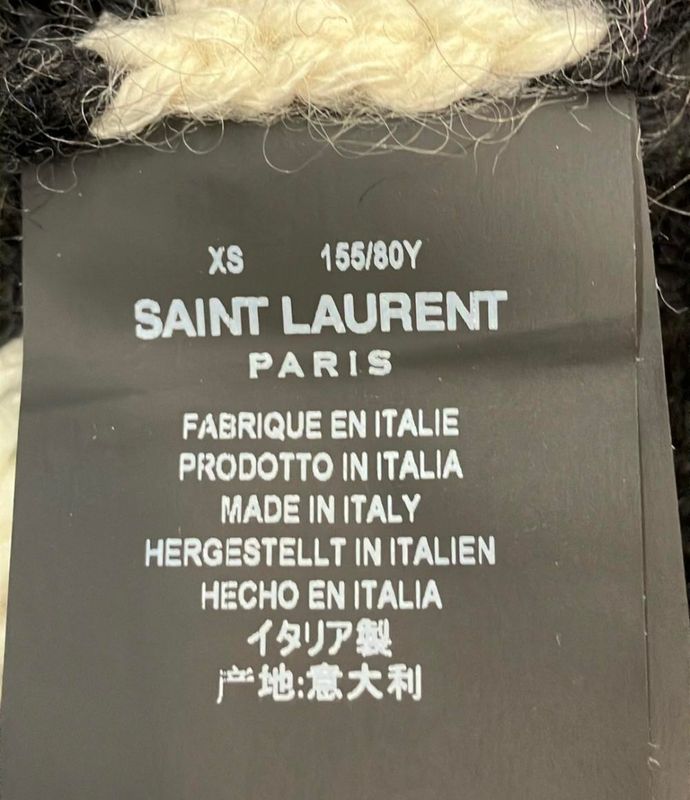 XS 155/80Y
SAINT LAURENT
PARIS
FABRIQUE EN ITALIE
PRODOTTO IN ITALIA
MADE IN ITALY
HERGESTELLT IN ITALIEN
HECHO EN ITALIA
イタリア製
产地:意大利